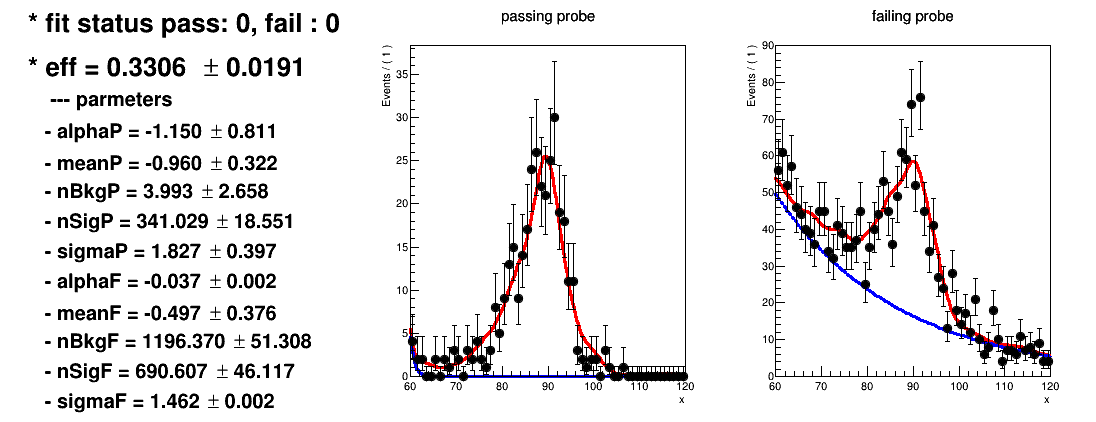 * fit status pass: 0, fail : 0
* eff = 0.3306 ± 0.0191
--- parmeters
- alphaP = -1.150 ± 0.811
- meanP = -0.960 ± 0.322
- nBkgP = 3.993 ± 2.658
- nSigP = 341.029 ± 18.551
- sigmaP = 1.827 ± 0.397
- alphaF = -0.037 ± 0.002
- meanF = -0.497 ± 0.376
- nBkgF = 1196.370 ± 51.308
- nSigF = 690.607 ± 46.117
- sigmaF = 1.462 ± 0.002
passing probe
Events / ( 1 )
35
30
25
20
15
10
5
0
60 70 80 90 100 110 120
x
failing probe
Events / ( 1 )
90
80
70
60
50
40
30
20
10
0
60 70 80 90 100 110 120
x